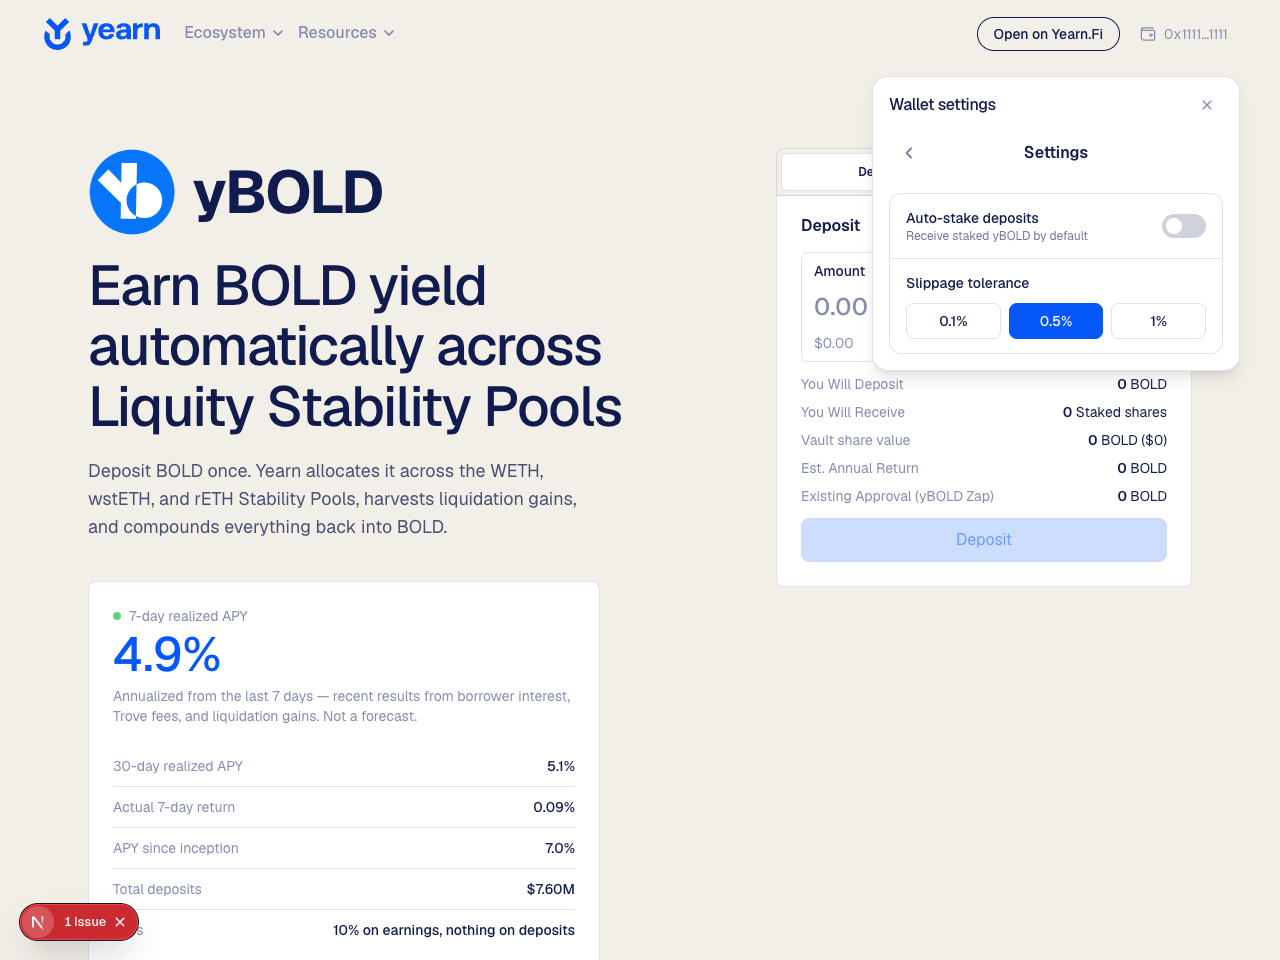 yearn
Ecosystem
Resources
Open on Yearn.Fi
0x1111...1111
Wallet settings
Settings
Auto-stake deposits
Receive staked yBOLD by default
Slippage tolerance
0.1%
0.5%
1%
yBOLD
Earn BOLD yield
automatically across
Liquity Stability Pools
Deposit BOLD once. Yearn allocates it across the WETH,
wstETH, and rETH Stability Pools, harvests liquidation gains,
and compounds everything back into BOLD.
De
Deposit
Amount
0.00
$0.00
You Will Deposit 0 BOLD
You Will Receive 0 Staked shares
Vault share value 0 BOLD ($0)
Est. Annual Return 0 BOLD
Existing Approval (yBOLD Zap) 0 BOLD
Deposit
7-day realized APY
4.9%
Annualized from the last 7 days — recent results from borrower interest,
Trove fees, and liquidation gains. Not a forecast.
30-day realized APY 5.1%
Actual 7-day return 0.09%
APY since inception 7.0%
Total deposits $7.60M
10% on earnings, nothing on deposits
N 1 Issue